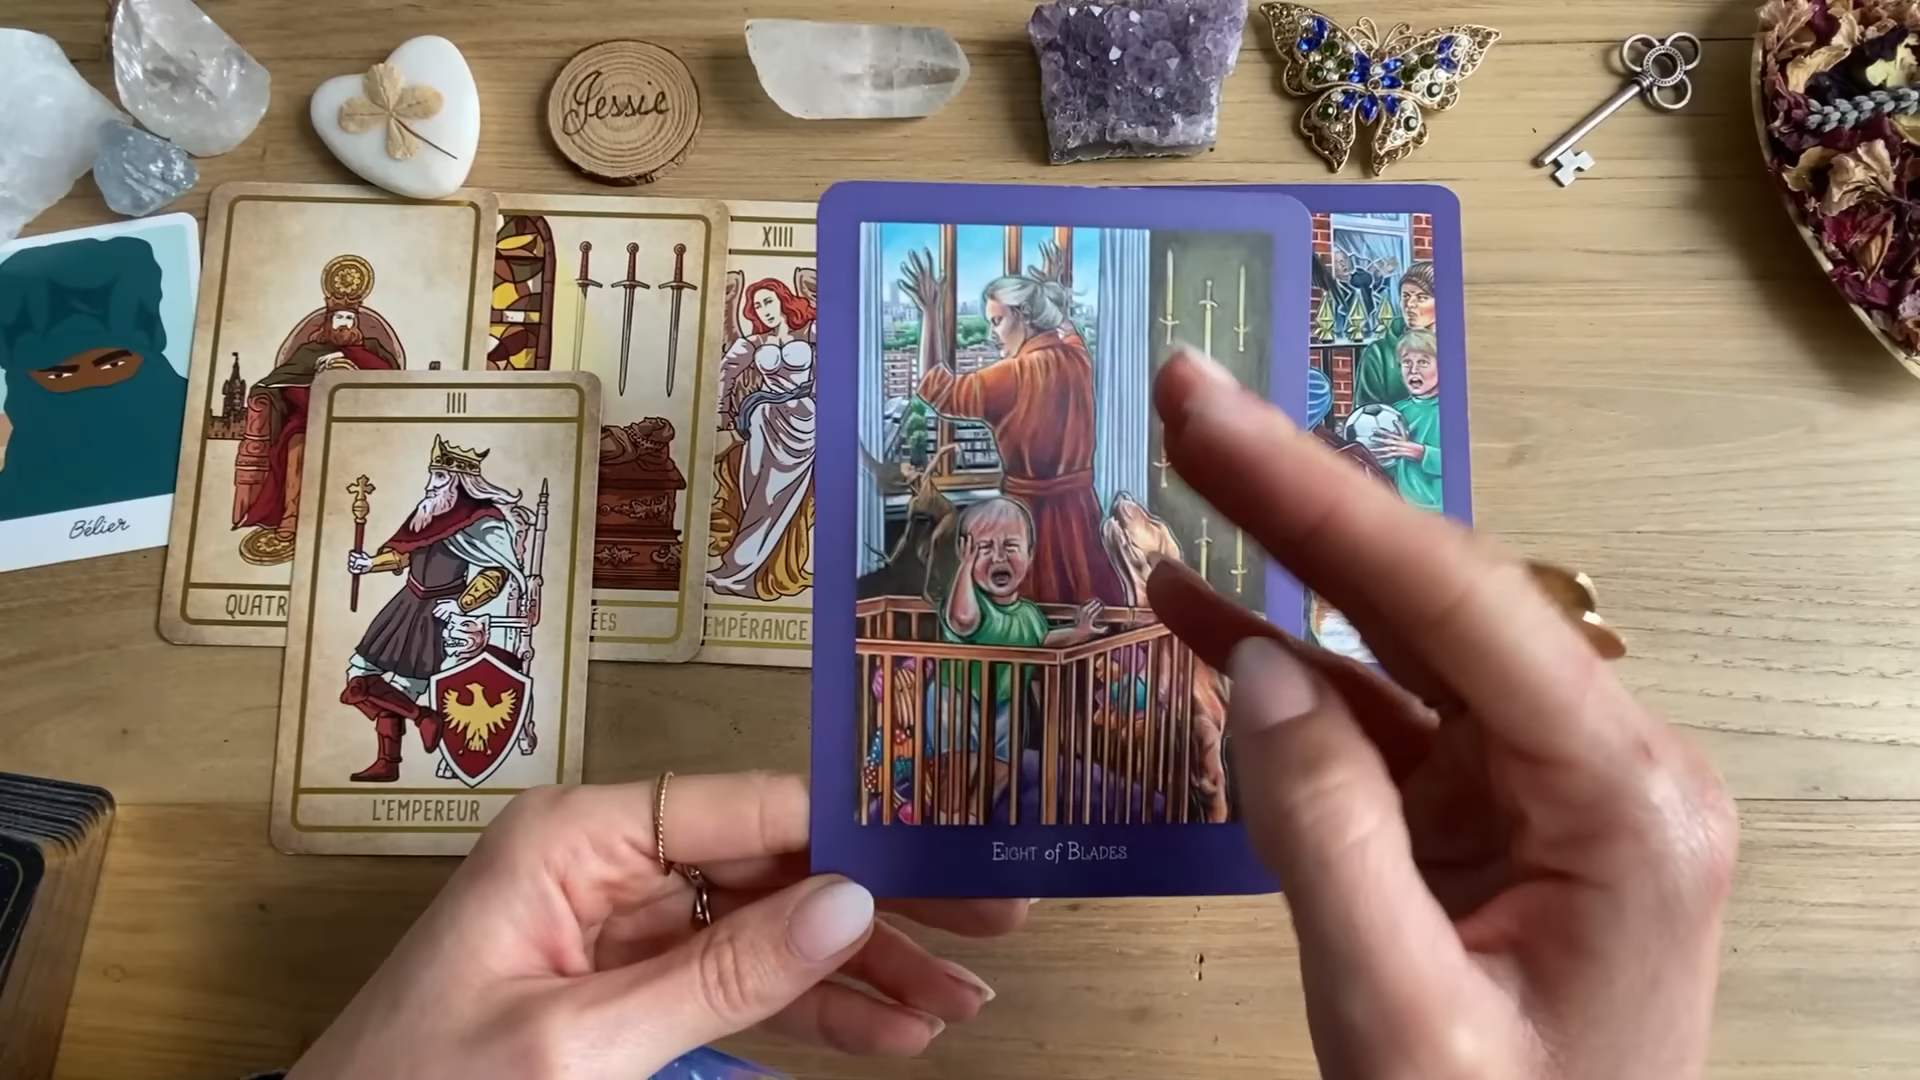 Jessie
Bélier
QUATR
ÉES
XIIII
EMPÉRANCE
IIII
L'EMPEREUR
EIGHT OF BLADES